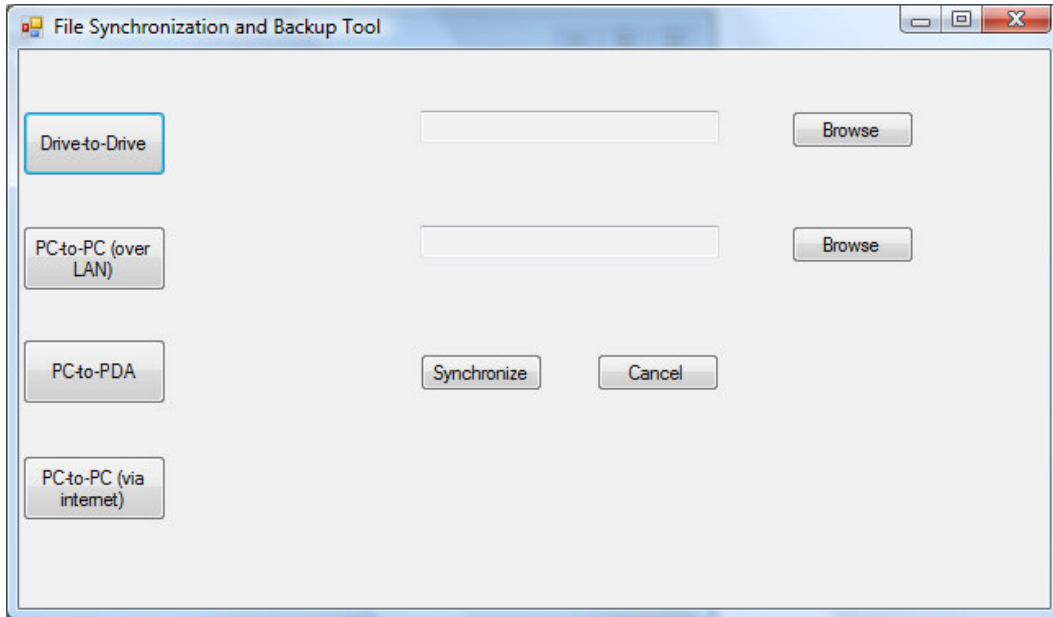 File Synchronization and Backup Tool
Drive-to-Drive
Browse
PC-to-PC (over
LAN)
Browse
PC-to-PDA
Synchronize
Cancel
PC-to-PC (via
internet)